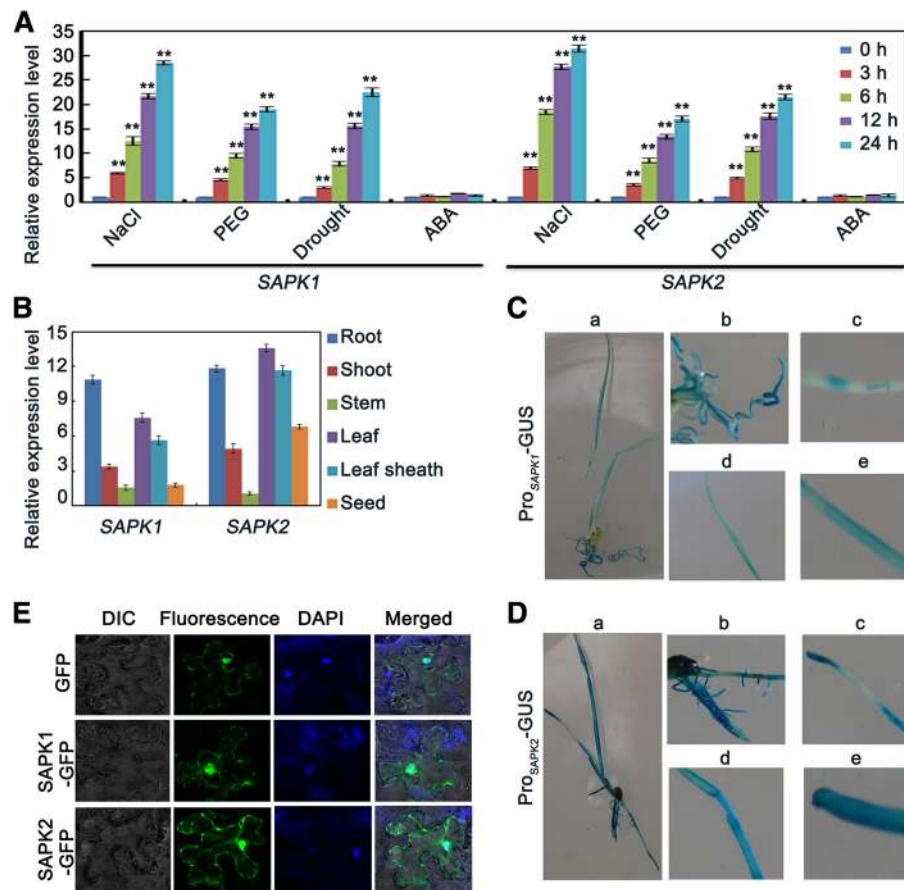 A
Relative expression level
35
30
25
20
15
10
5
0
** ** ** ** ** ** ** ** ** ** ** ** ** ** ** ** ** ** ** ** ** ** ** **
0 h
3 h
6 h
12 h
24 h
NaCl PEG Drought ABA NaCl PEG Drought ABA
SAPK1 SAPK2
B
Relative expression level
15
12
9
6
3
0
Root
Shoot
Stem
Leaf
Leaf sheath
Seed
SAPK1 SAPK2
C
a b c
d e
ProSAPK1-GUS
E
DIC Fluorescence DAPI Merged
GFP
SAPK1
-GFP
SAPK2
-GFP
D
a b c
d e
ProSAPK2-GUS